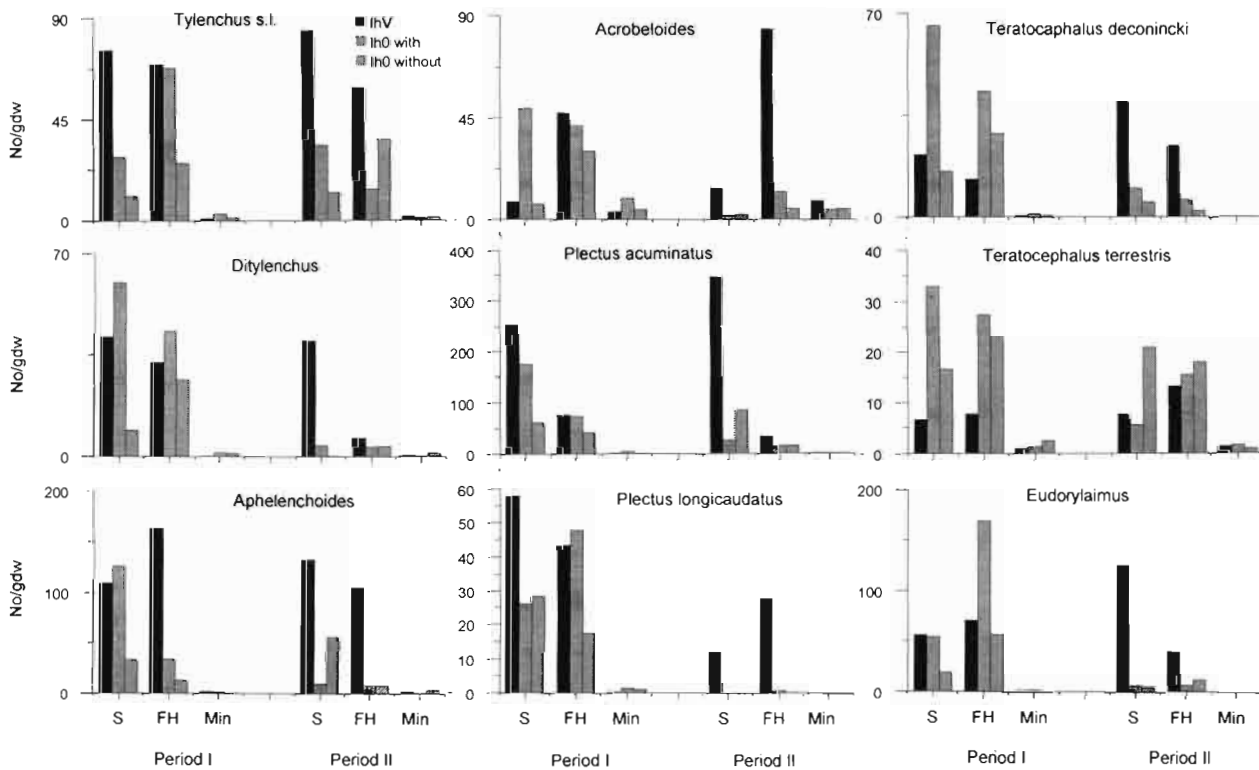 Tylenchus s.l.
IhV
Ih0 with
Ih0 without
No/gdw
90
45
0
Acrobeloides
90
45
0
Teratocaphalus deconincki
70
0
Ditylenchus
No/gdw
70
0
Plectus acuminatus
400
350
300
200
100
0
Teratocephalus terrestris
40
30
20
10
0
Aphelenchoides
No/gdw
200
100
0
Plectus longicaudatus
60
50
40
30
20
10
0
Eudorylaimus
200
100
0
S FH Min S FH Min
Period I Period II
S FH Min S FH Min
Period I Period II
S FH Min S FH Min
Period I Period II